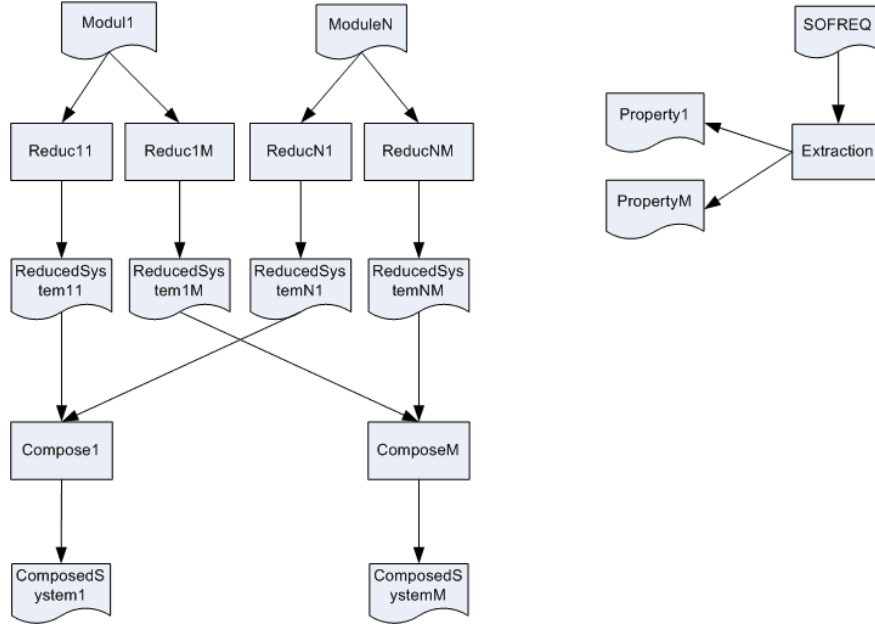 Modul1
ModuleN
SOFREQ
Property1
Reduc11
Reduc1M
ReducN1
ReducNM
Extraction
PropertyM
ReducedSys
tem11
ReducedSys
tem1M
ReducedSys
temN1
ReducedSys
temNM
Compose1
ComposeM
ComposedS
ystem1
ComposedS
ystemM